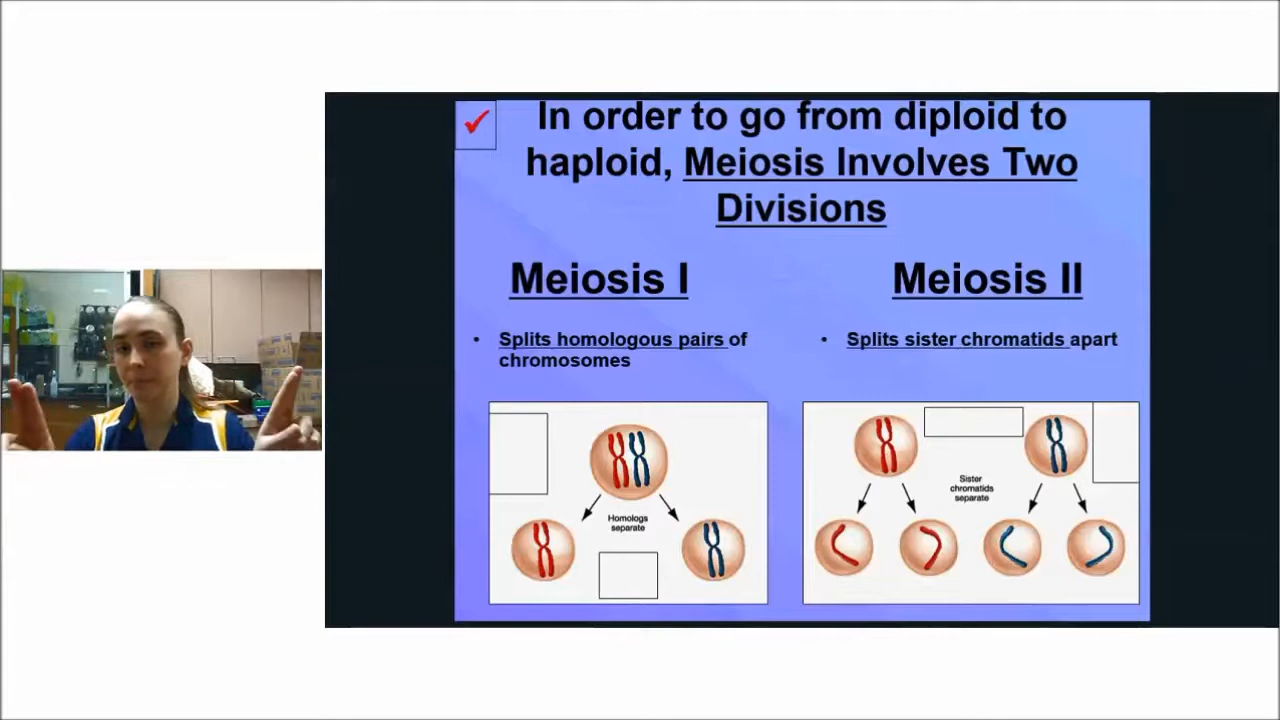 In order to go from diploid to
haploid, Meiosis Involves Two
Divisions
Meiosis I
• Splits homologous pairs of
chromosomes
Homologs
separate
Meiosis II
• Splits sister chromatids apart
Sister
chromatids
separate